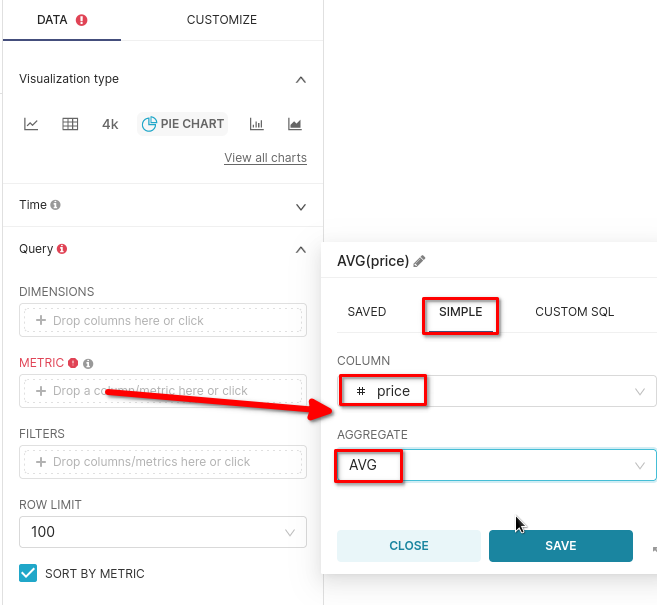 DATA
CUSTOMIZE
Visualization type
4k
PIE CHART
View all charts
Time
Query
DIMENSIONS
+ Drop columns here or click
METRIC
+ Drop a column/metric here or click
FILTERS
+ Drop columns/metrics here or click
ROW LIMIT
100
SORT BY METRIC
AVG(price)
SAVED
SIMPLE
CUSTOM SQL
COLUMN
# price
AGGREGATE
AVG
CLOSE
SAVE